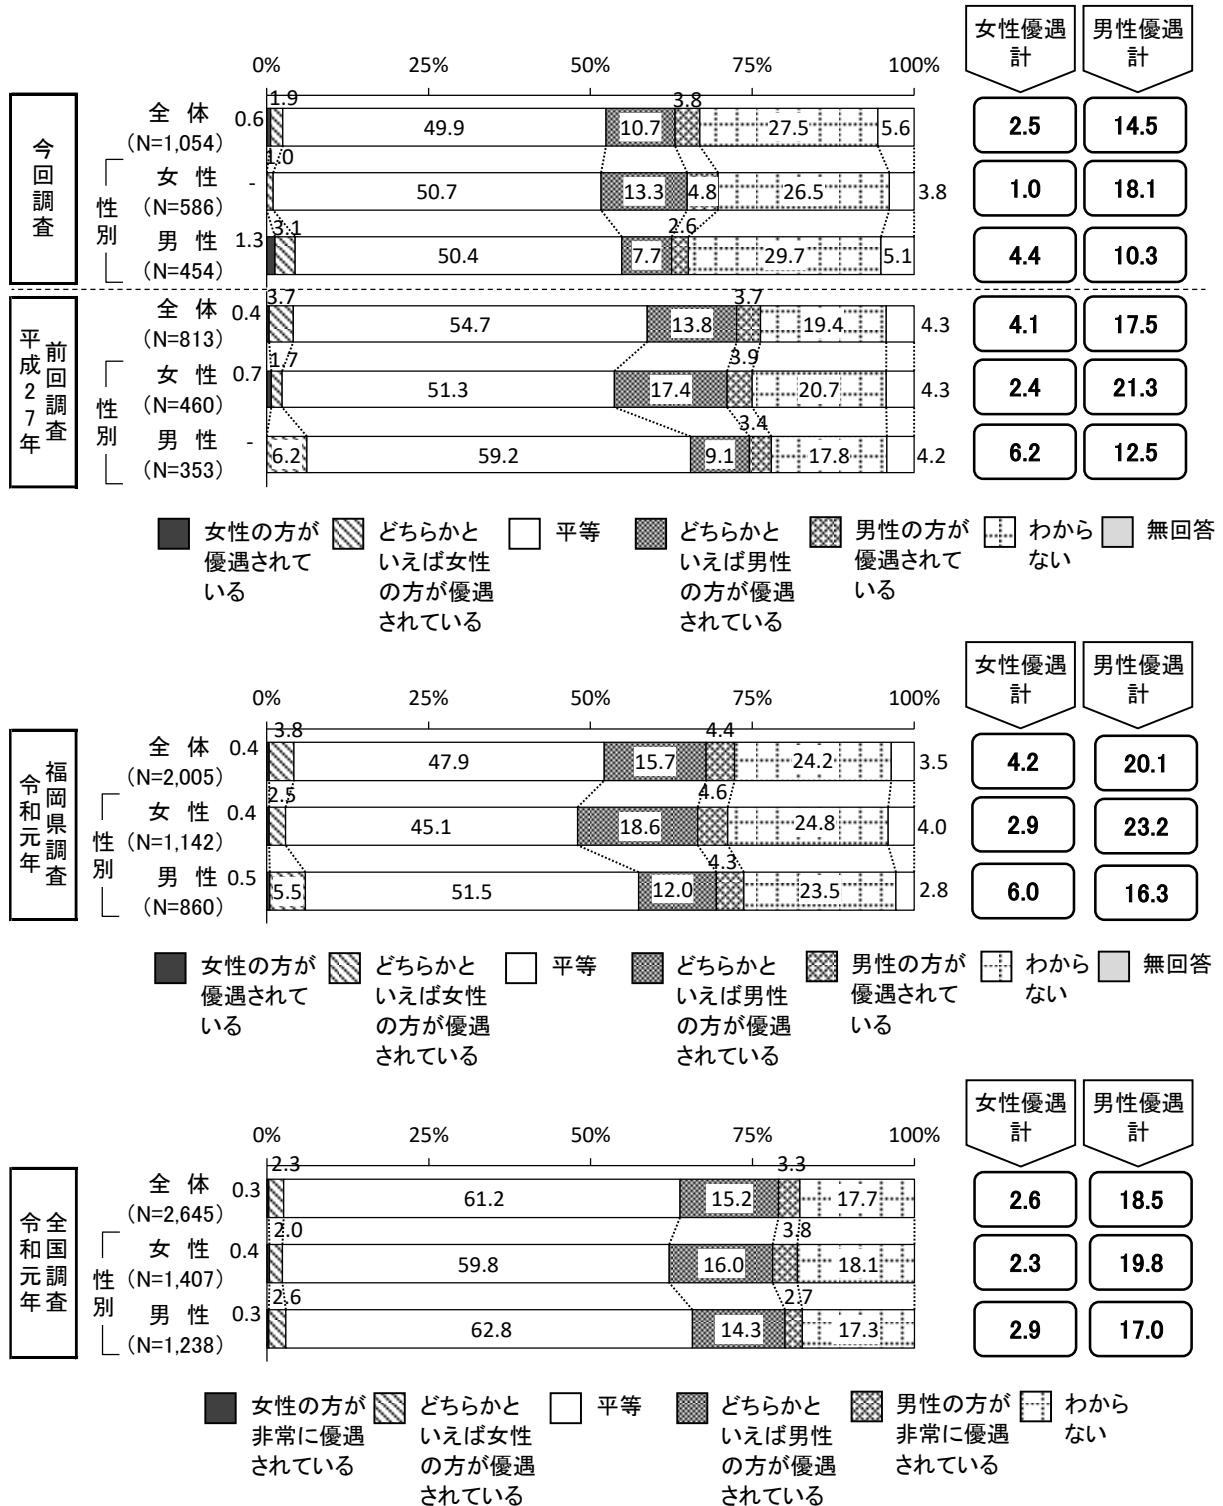 女性優遇
計
男性優遇
計
0%
25%
50%
75%
100%
今回調査
全 体
(N=1,054)
0.6
1.9
49.9
10.7
3.8
27.5
5.6
2.5
14.5
性別
女 性
(N=586)
-
1.0
50.7
13.3
4.8
26.5
3.8
1.0
18.1
男 性
(N=454)
1.3
3.1
50.4
7.7
2.6
29.7
5.1
4.4
10.3
前回調査
平成27年
全 体
(N=813)
0.4
3.7
54.7
13.8
3.7
19.4
4.3
4.1
17.5
性別
女 性
(N=460)
0.7
1.7
51.3
17.4
3.9
20.7
4.3
2.4
21.3
男 性
(N=353)
-
6.2
59.2
9.1
3.4
17.8
4.2
6.2
12.5
女性の方が
優遇されて
いる
どちらかと
いえば女性
の方が優遇
されている
平等
どちらかと
いえば男性
の方が優遇
されている
男性の方が
優遇されて
いる
わから
ない
無回答
女性優遇
計
男性優遇
計
0%
25%
50%
75%
100%
福岡県調査
令和元年
全 体
(N=2,005)
0.4
3.8
47.9
15.7
4.4
24.2
3.5
4.2
20.1
性別
女 性
(N=1,142)
0.4
2.5
45.1
18.6
4.6
24.8
4.0
2.9
23.2
男 性
(N=860)
0.5
5.5
51.5
12.0
4.3
23.5
2.8
6.0
16.3
女性の方が
優遇されて
いる
どちらかと
いえば女性
の方が優遇
されている
平等
どちらかと
いえば男性
の方が優遇
されている
男性の方が
優遇されて
いる
わから
ない
無回答
女性優遇
計
男性優遇
計
0%
25%
50%
75%
100%
全国調査
令和元年
全 体
(N=2,645)
0.3
2.3
61.2
15.2
3.3
17.7
2.6
18.5
性別
女 性
(N=1,407)
0.4
2.0
59.8
16.0
3.8
18.1
2.3
19.8
男 性
(N=1,238)
0.3
2.6
62.8
14.3
2.7
17.3
2.9
17.0
女性の方が
非常に優遇
されている
どちらかと
いえば女性
の方が優遇
されている
平等
どちらかと
いえば男性
の方が優遇
されている
男性の方が
非常に優遇
されている
わから
ない